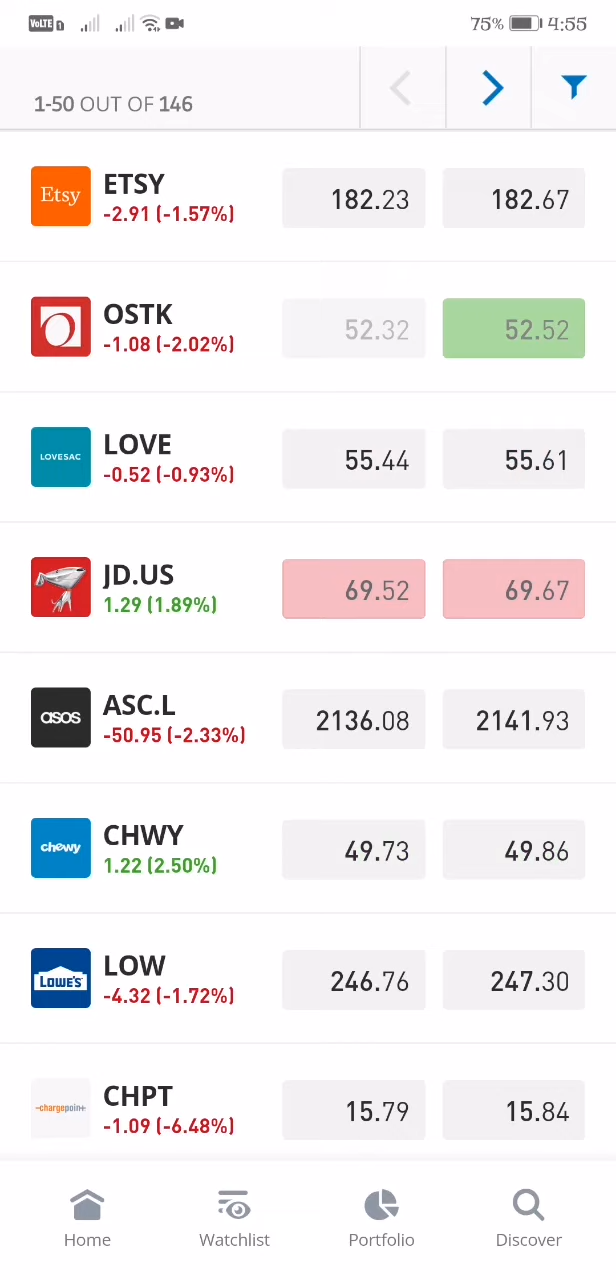 VoLTE 1 75% 4:55
1-50 OUT OF 146
Etsy ETSY 182.23 182.67
-2.91 (-1.57%)
OSTK 52.32 52.52
-1.08 (-2.02%)
LOVESAC LOVE 55.44 55.61
-0.52 (-0.93%)
JD.US 69.52 69.67
1.29 (1.89%)
asos ASC.L 2136.08 2141.93
-50.95 (-2.33%)
chewy CHWY 49.73 49.86
1.22 (2.50%)
LOWE'S LOW 246.76 247.30
-4.32 (-1.72%)
-chargepoin+ CHPT 15.79 15.84
-1.09 (-6.48%)
Home Watchlist Portfolio Discover